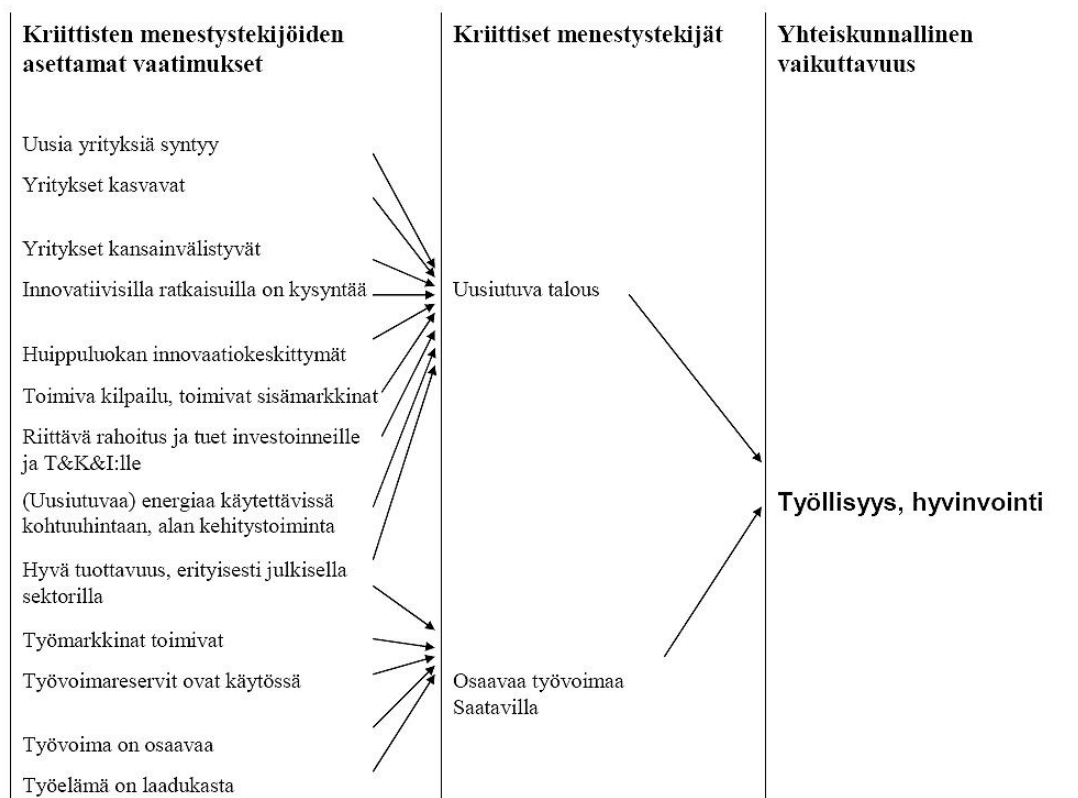 Kriittisten menestystekijöiden
asettamat vaatimukset
Uusia yrityksiä syntyy
Yritykset kasvavat
Yritykset kansainvälistyvät
Innovatiivisilla ratkaisuilla on kysyntää
Huippuluokan innovaatiokeskittymät
Toimiva kilpailu, toimivat sisämarkkinat
Riittävä rahoitus ja tuet investoinneille
ja T&K&I:lle
(Uusiutuvaa) energiaa käytettävissä
kohtuuhintaan, alan kehitystoiminta
Hyvä tuottavuus, erityisesti julkisella
sektorilla
Työmarkkinat toimivat
Työvoimareservit ovat käytössä
Työvoima on osaavaa
Työelämä on laadukasta
Kriittiset menestystekijät
Uusiutuva talous
Osaavaa työvoimaa
Saatavilla
Yhteiskunnallinen
vaikuttavuus
Työllisyys, hyvinvointi